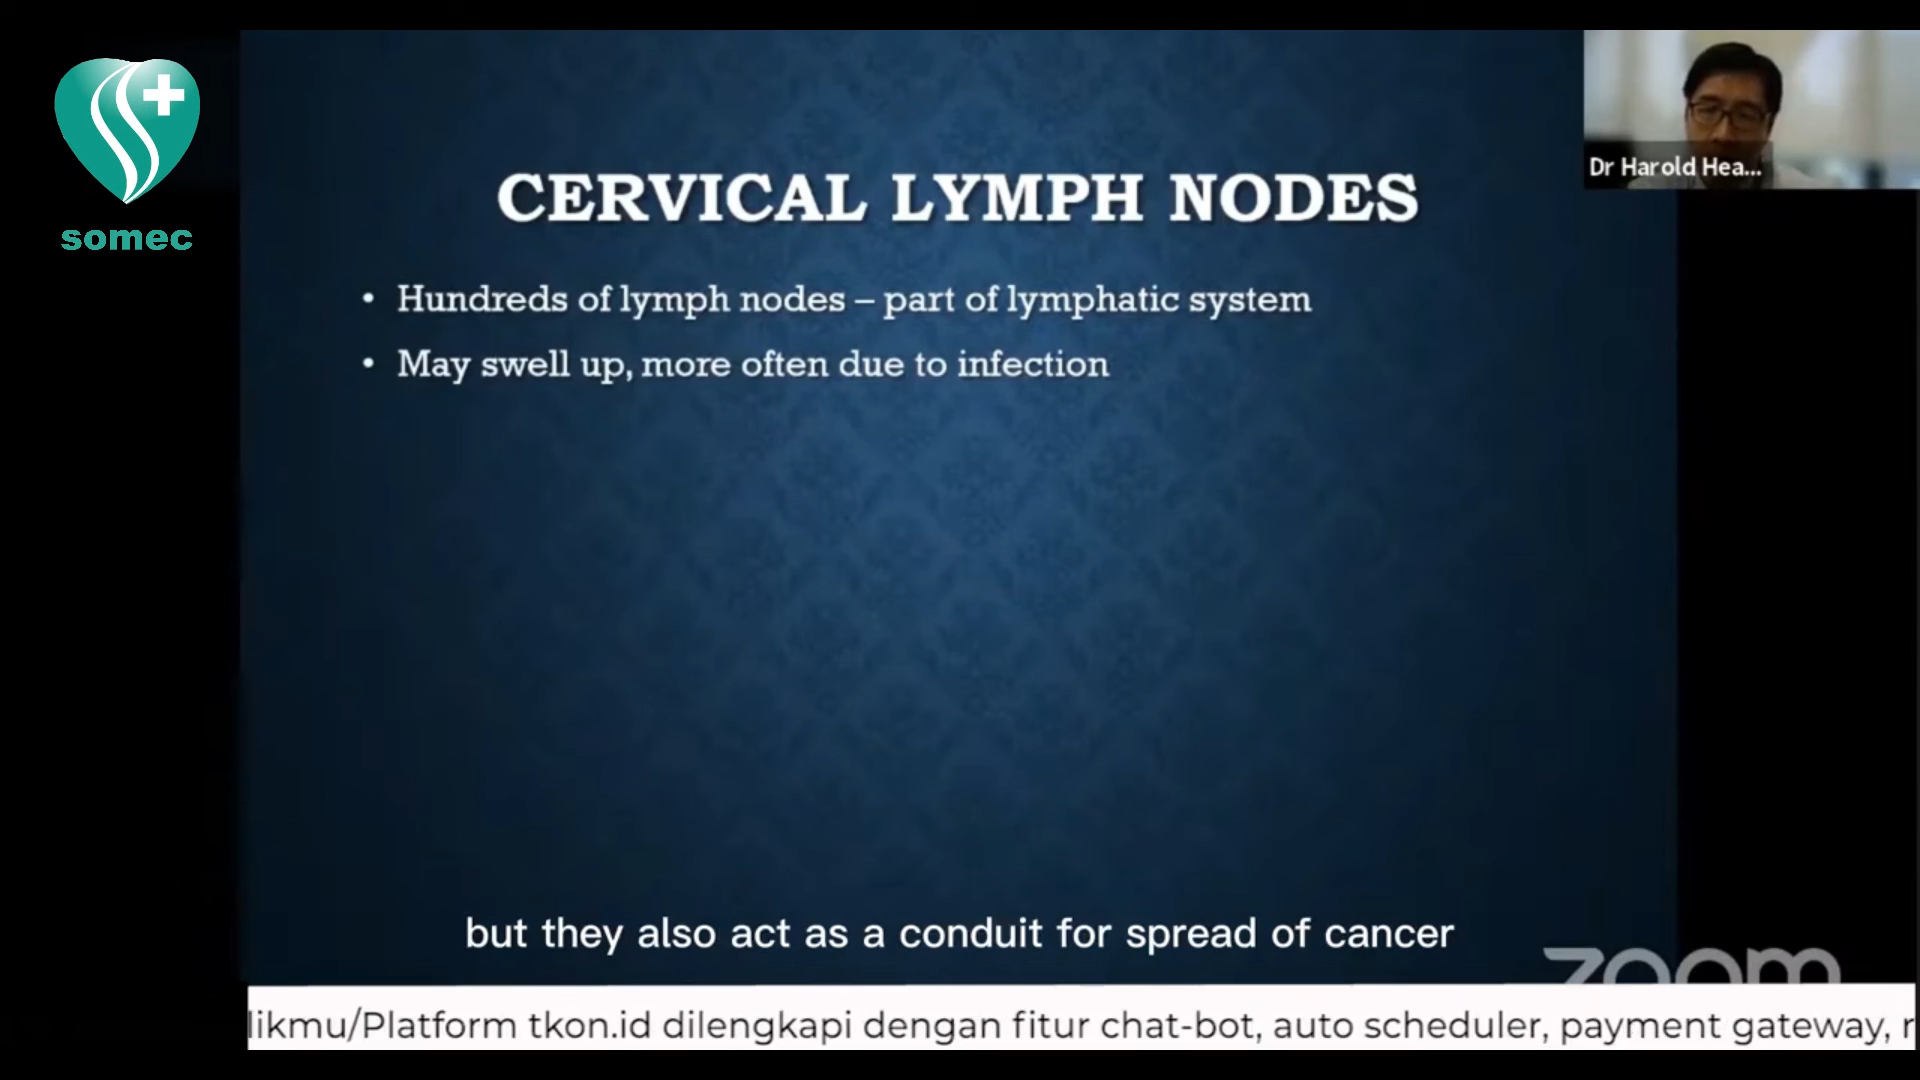 somec
Dr Harold Hea...
CERVICAL LYMPH NODES
• Hundreds of lymph nodes – part of lymphatic system
• May swell up, more often due to infection
but they also act as a conduit for spread of cancer
zoom
likmu/Platform tkon.id dilengkapi dengan fitur chat-bot, auto scheduler, payment gateway, r